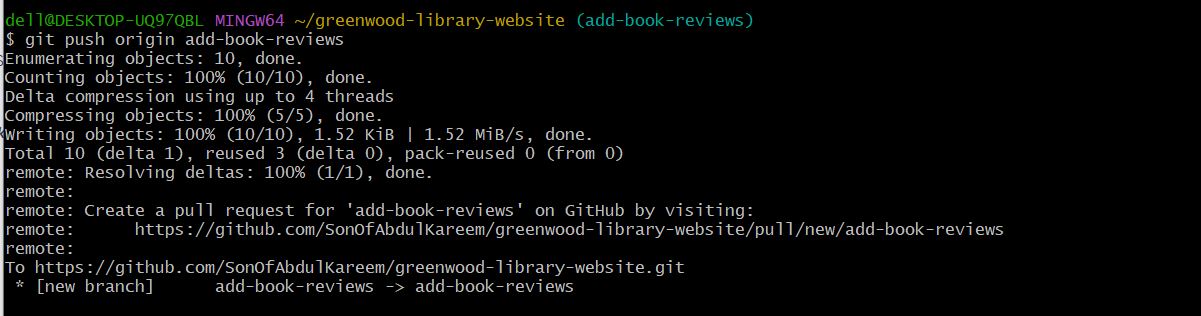 dell@DESKTOP-UQ97QBL MINGW64 ~/greenwood-library-website (add-book-reviews)
$ git push origin add-book-reviews
Enumerating objects: 10, done.
Counting objects: 100% (10/10), done.
Delta compression using up to 4 threads
Compressing objects: 100% (5/5), done.
Writing objects: 100% (10/10), 1.52 KiB | 1.52 MiB/s, done.
Total 10 (delta 1), reused 3 (delta 0), pack-reused 0 (from 0)
remote: Resolving deltas: 100% (1/1), done.
remote:
remote: Create a pull request for 'add-book-reviews' on GitHub by visiting:
remote:      https://github.com/SonOfAbdulKareem/greenwood-library-website/pull/new/add-book-reviews
remote:
To https://github.com/SonOfAbdulKareem/greenwood-library-website.git
 * [new branch]      add-book-reviews -> add-book-reviews